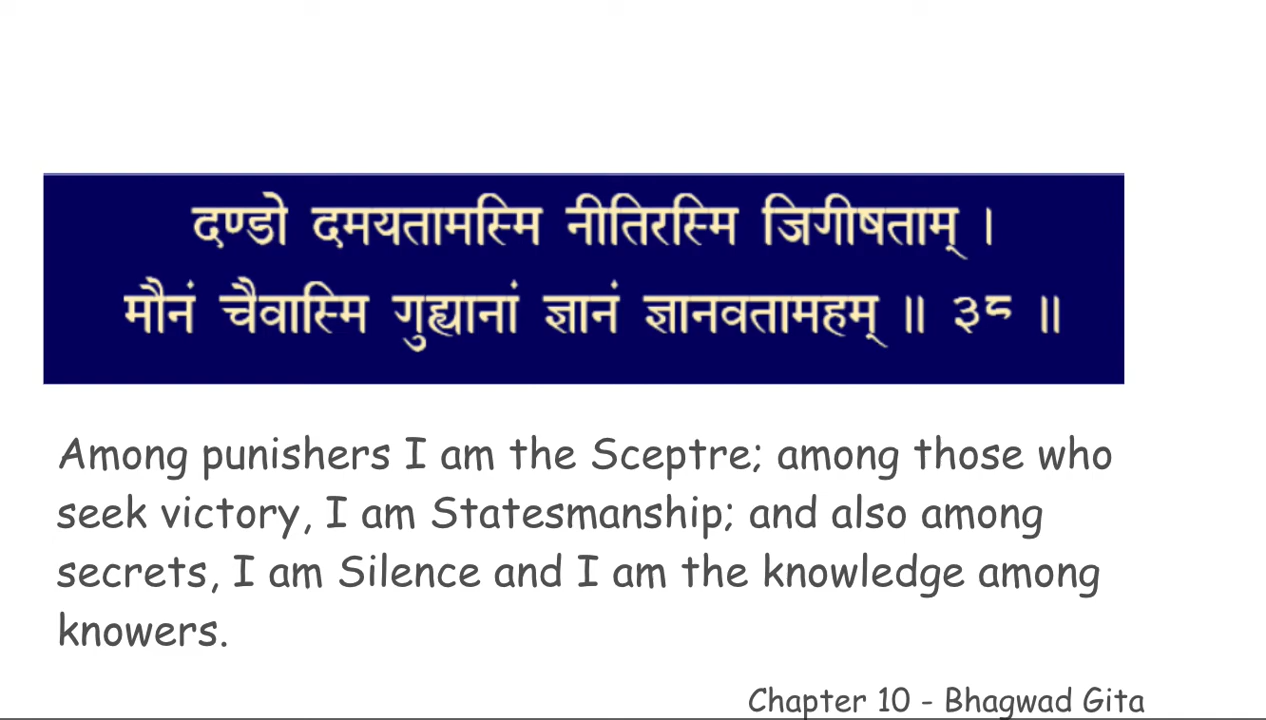 दण्डो दमयतामस्मि नीतिरस्मि जिगीषताम् ।
मौनं चैवास्मि गुह्यानां ज्ञानं ज्ञानवतामहम् ॥ ३८ ॥
Among punishers I am the Sceptre; among those who
seek victory, I am Statesmanship; and also among
secrets, I am Silence and I am the knowledge among
knowers.
Chapter 10 - Bhagwad Gita